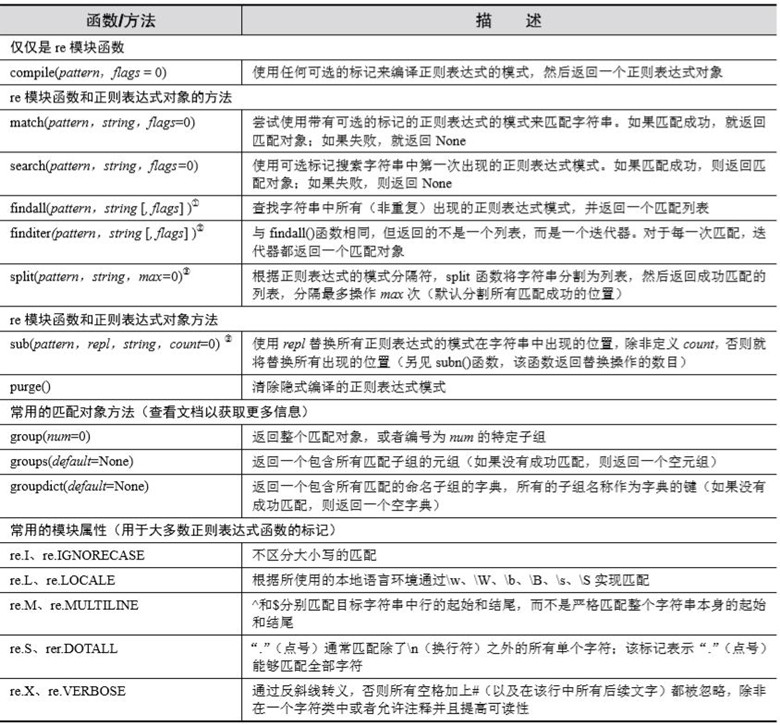 函数/方法 描 述
仅仅是 re 模块函数
compile(pattern，flags = 0) 使用任何可选的标记来编译正则表达式的模式，然后返回一个正则表达式对象
re 模块函数和正则表达式对象的方法
match(pattern，string，flags=0) 尝试使用带有可选的标记的正则表达式的模式来匹配字符串。如果匹配成功，就返回
匹配对象；如果失败，就返回 None
search(pattern，string，flags=0) 使用可选标记搜索字符串中第一次出现的正则表达式模式。如果匹配成功，则返回匹
配对象；如果失败，则返回 None
findall(pattern，string [, flags] )① 查找字符串中所有（非重复）出现的正则表达式模式，并返回一个匹配列表
finditer(pattern，string [, flags] )② 与 findall()函数相同，但返回的不是一个列表，而是一个迭代器。对于每一次匹配，迭
代器都返回一个匹配对象
split(pattern，string，max=0)② 根据正则表达式的模式分隔符，split 函数将字符串分割为列表，然后返回成功匹配的
列表，分隔最多操作 max 次（默认分割所有匹配成功的位置）
re 模块函数和正则表达式对象方法
sub(pattern，repl，string，count=0) ② 使用 repl 替换所有正则表达式的模式在字符串中出现的位置，除非定义 count，否则就
将替换所有出现的位置（另见 subn()函数，该函数返回替换操作的数目）
purge() 清除隐式编译的正则表达式模式
常用的匹配对象方法（查看文档以获取更多信息）
group(num=0) 返回整个匹配对象，或者编号为 num 的特定子组
groups(default=None) 返回一个包含所有匹配子组的元组（如果没有成功匹配，则返回一个空元组）
groupdict(default=None) 返回一个包含所有匹配的命名子组的字典，所有的子组名称作为字典的键（如果没有
成功匹配，则返回一个空字典）
常用的模块属性（用于大多数正则表达式函数的标记）
re.I、re.IGNORECASE 不区分大小写的匹配
re.L、re.LOCALE 根据所使用的本地语言环境通过\w、\W、\b、\B、\s、\S 实现匹配
re.M、re.MULTILINE ^和$分别匹配目标字符串中行的起始和结尾，而不是严格匹配整个字符串本身的起始
和结尾
re.S、rer.DOTALL “.”（点号）通常匹配除了\n（换行符）之外的所有单个字符；该标记表示“.”（点号）
能够匹配全部字符
re.X、re.VERBOSE 通过反斜线转义，否则所有空格加上#（以及在该行中所有后续文字）都被忽略，除非
在一个字符类中或者允许注释并且提高可读性